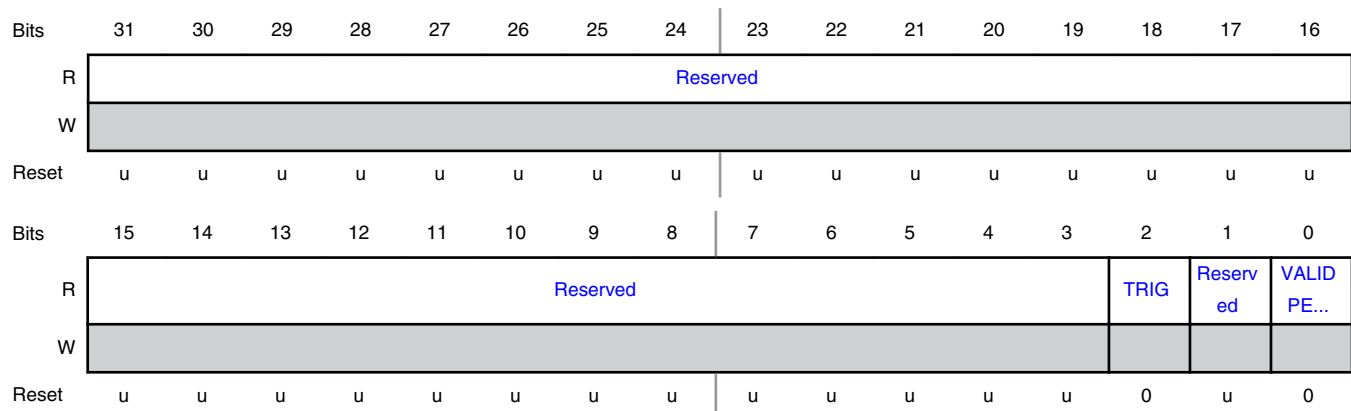 Bits 31 30 29 28 27 26 25 24 23 22 21 20 19 18 17 16
R Reserved
W
Reset u u u u u u u u u u u u u u u u
Bits 15 14 13 12 11 10 9 8 7 6 5 4 3 2 1 0
R Reserved TRIG Reserv VALID
ed PE...
W
Reset u u u u u u u u u u u u u 0 u 0